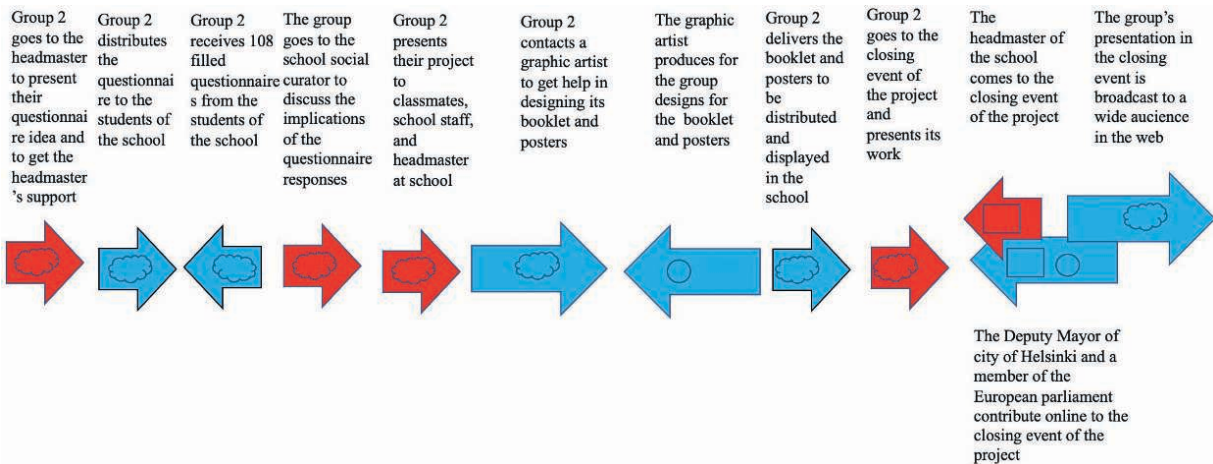 Group 2
goes to the
headmaster
to present
their
questionnai
re idea and
to get the
headmaster
's support
Group 2
distributes
the
questionnai
re to the
students of
the school
Group 2
receives 108
filled
questionnaire
s from the
students of
the school
The group
goes to the
school social
curator to
discuss the
implications
of the
questionnaire
responses
Group 2
presents
their project
to
classmates,
school staff,
and
headmaster
at school
Group 2
contacts a
graphic artist
to get help in
designing its
booklet and
posters
The graphic
artist
produces for
the group
designs for
the booklet
and posters
Group 2
delivers the
booklet and
posters to
be
distributed
and
displayed
in the
school
Group 2
goes to the
closing
event of
the project
and
presents its
work
The
headmaster of
the school
comes to the
closing event
of the project
The group's
presentation in
the closing
event is
broadcast to a
wide aucience
in the web
The Deputy Mayor of
city of Helsinki and a
member of the
European parliament
contribute online to the
closing event of the
project